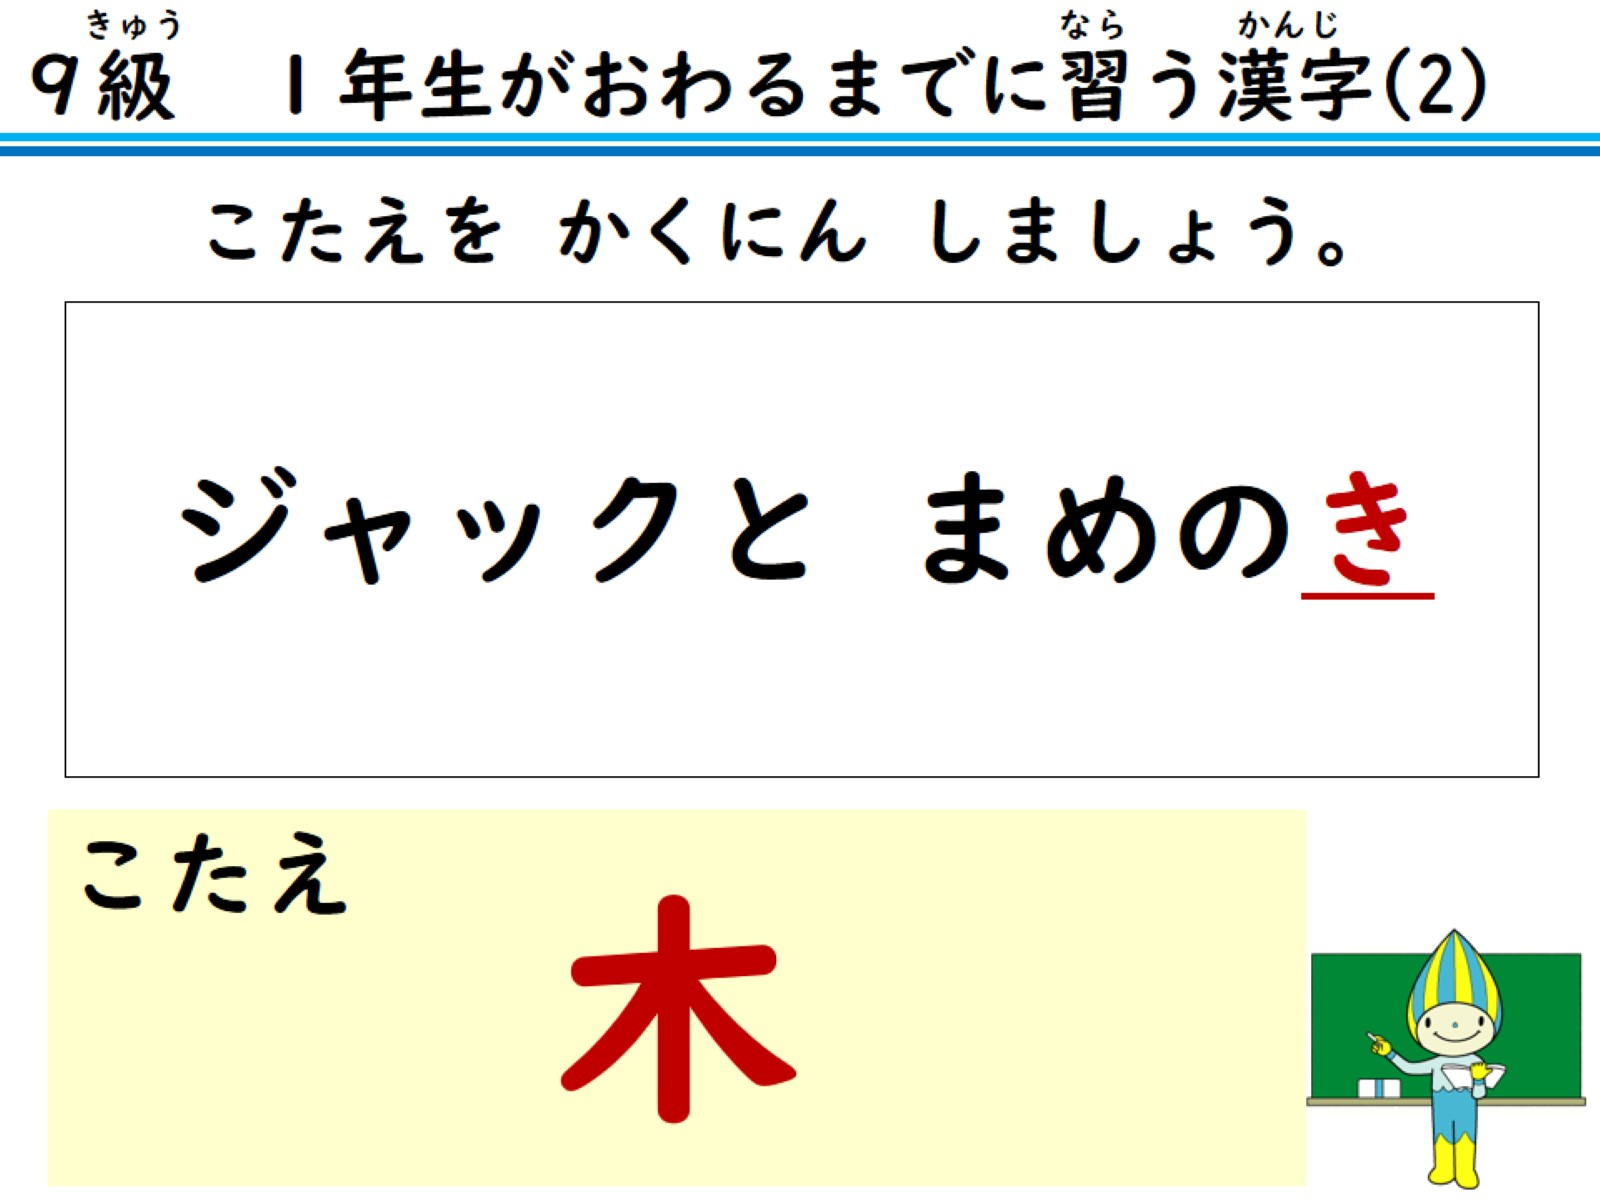 きゅう なら かんじ
9級 1年生がおわるまでに習う漢字(2)
こたえを かくにん しましょう。
ジャックと まめのき
こたえ
木